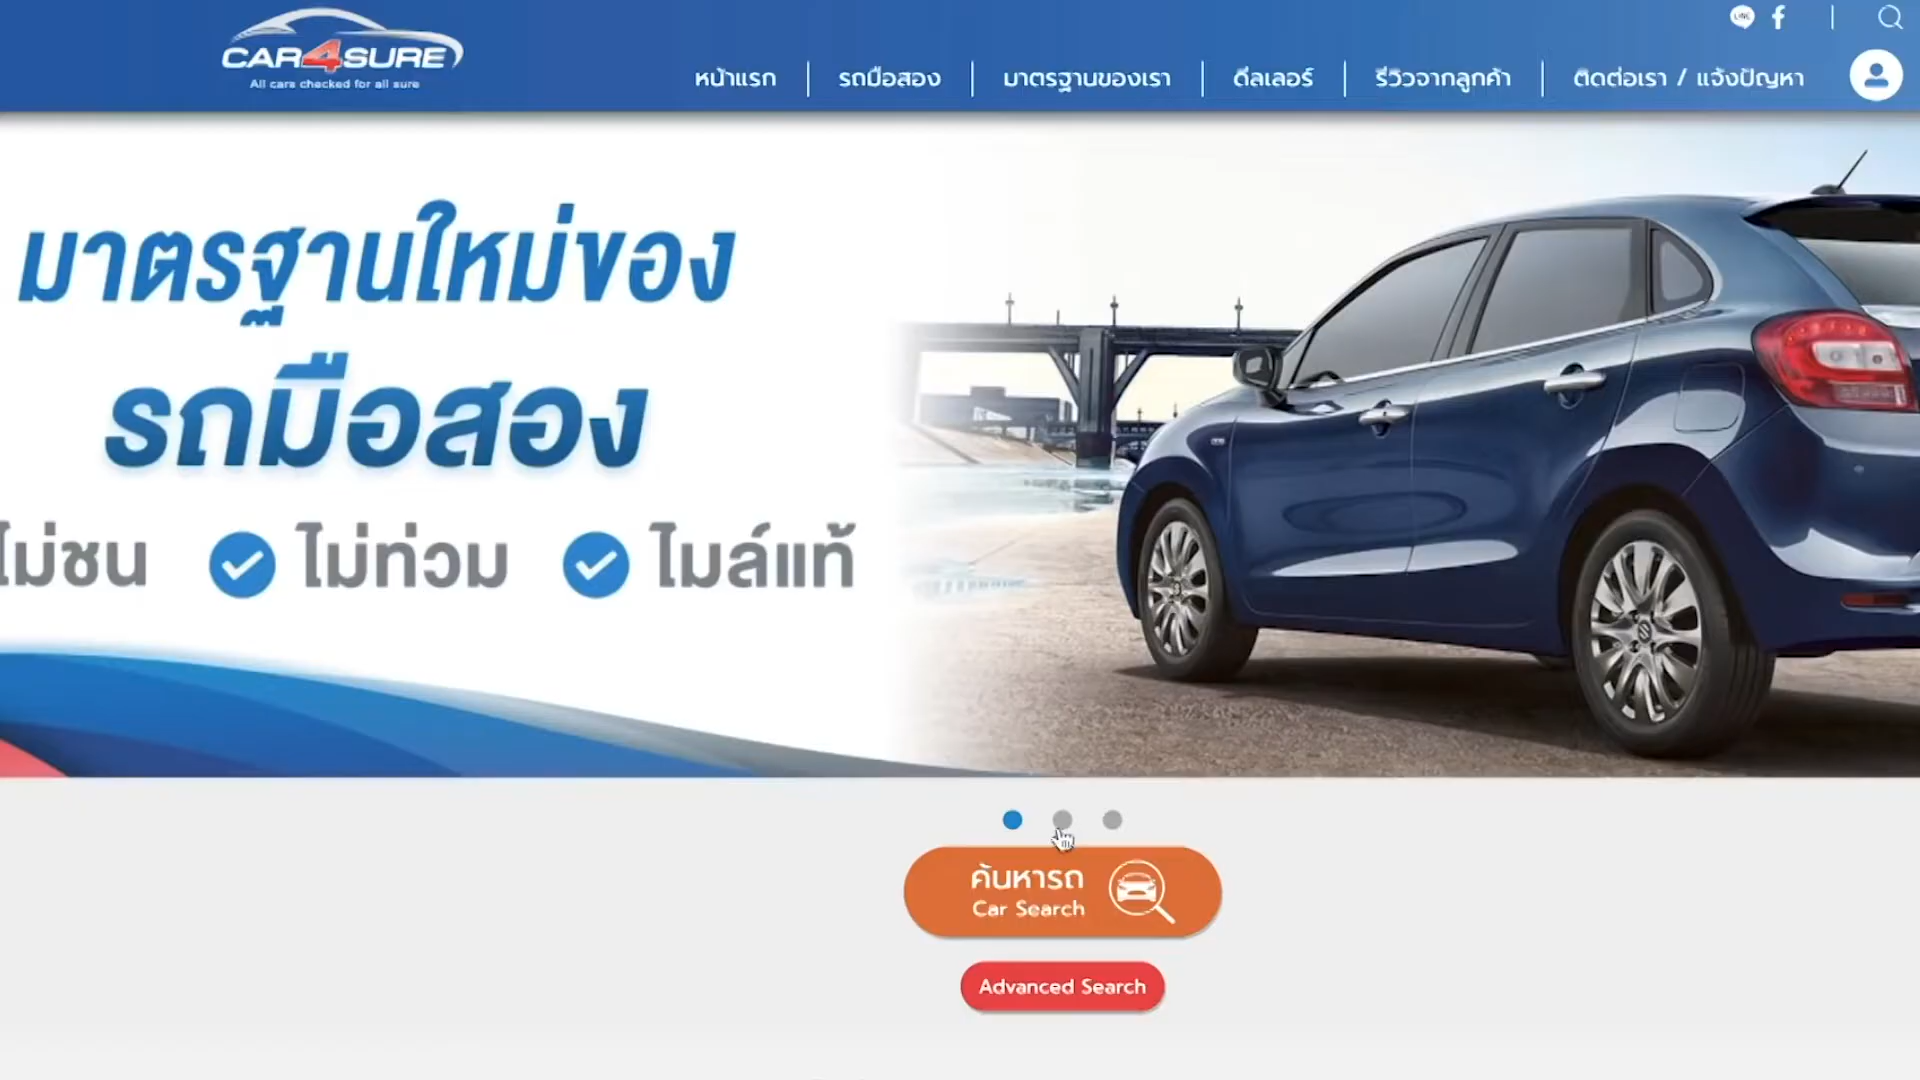 CAR4SURE
All cars checked for all sure
LINE
หน้าแรก
รถมือสอง
มาตรฐานของเรา
ดีลเลอร์
รีวิวจากลูกค้า
ติดต่อเรา / แจ้งปัญหา
มาตรฐานใหม่ของ
รถมือสอง
ไม่ชน ไม่ท่วม ไมล์แท้
ค้นหารถ
Car Search
Advanced Search